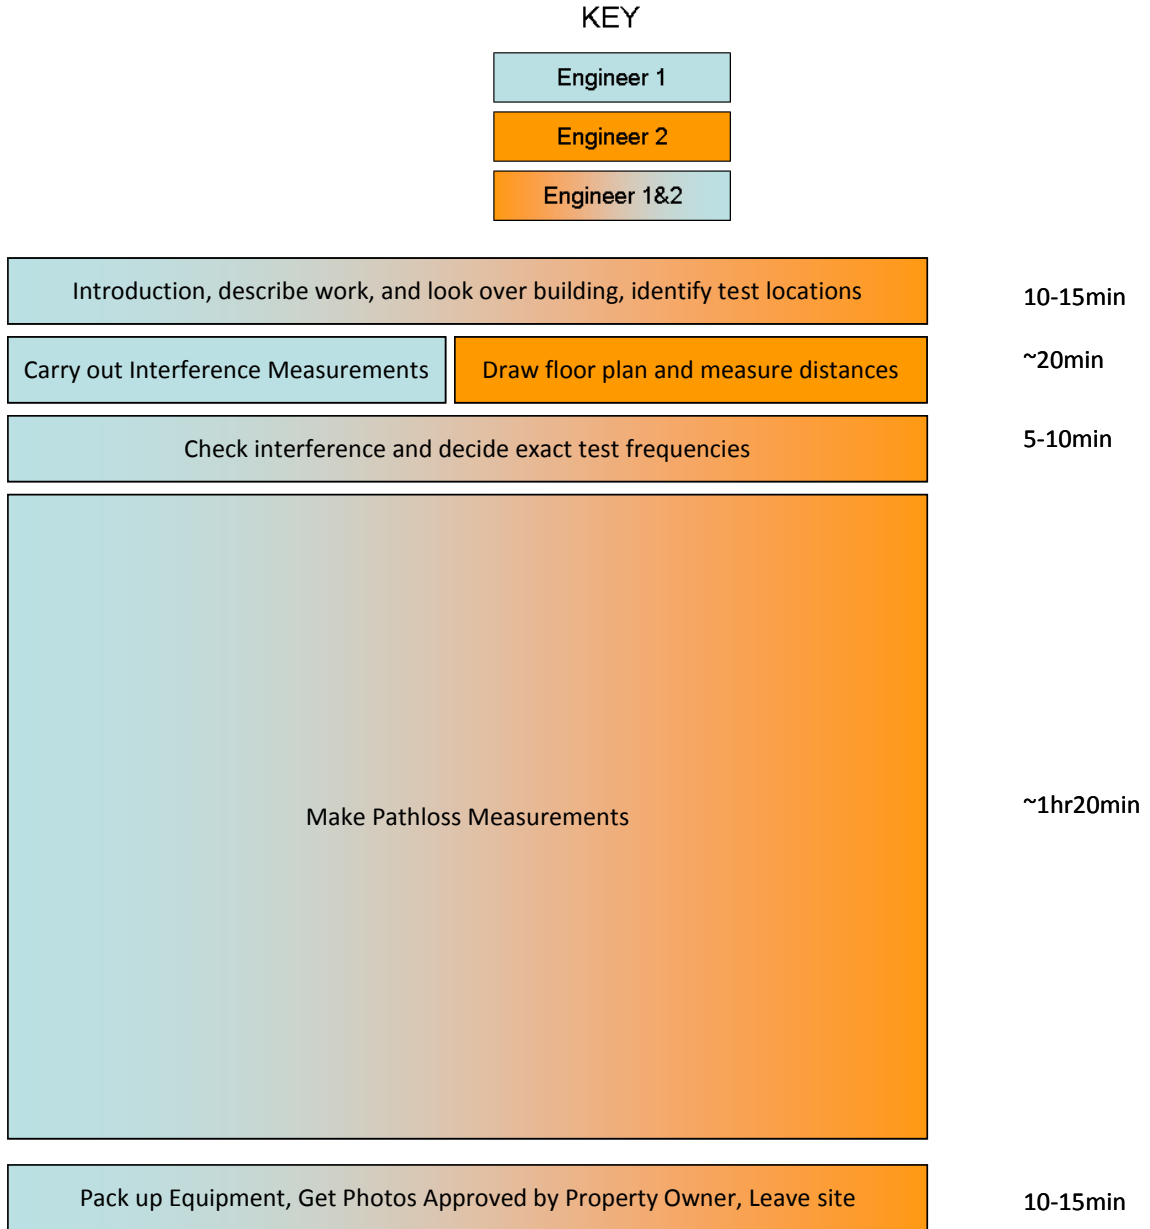 KEY
Engineer 1
Engineer 2
Engineer 1&2
Introduction, describe work, and look over building, identify test locations
10-15min
Carry out Interference Measurements
Draw floor plan and measure distances
~20min
Check interference and decide exact test frequencies
5-10min
Make Pathloss Measurements
~1hr20min
Pack up Equipment, Get Photos Approved by Property Owner, Leave site
10-15min